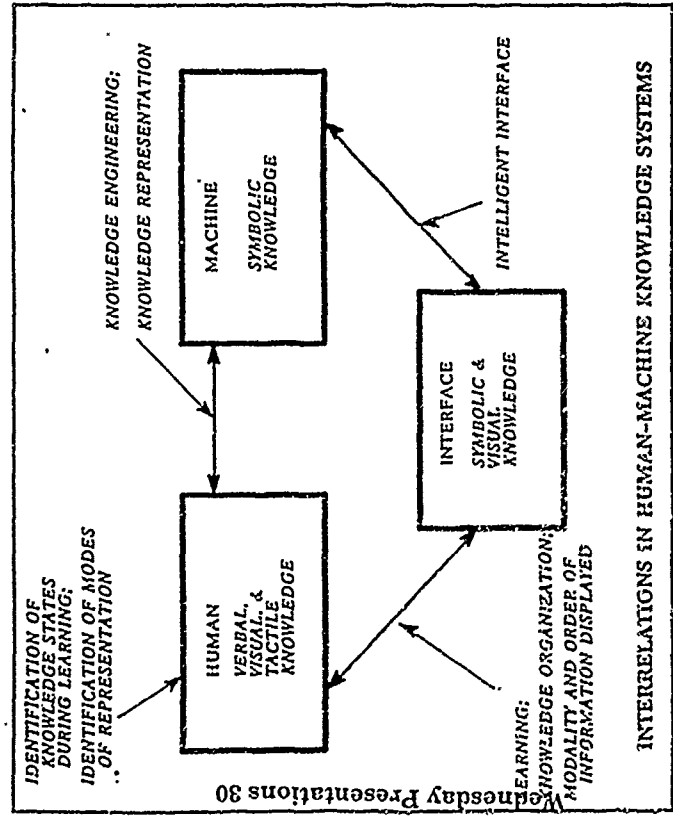 IDENTIFICATION OF
KNOWLEDGE STATES
DURING LEARNING;
IDENTIFICATION OF MODES
OF REPRESENTATION
KNOWLEDGE ENGINEERING;
KNOWLEDGE REPRESENTATION
HUMAN
VERBAL,
VISUAL, &
TACTILE
KNOWLEDGE
MACHINE
SYMBOLIC
KNOWLEDGE
INTERFACE
SYMBOLIC &
VISUAL
KNOWLEDGE
EARNING;
KNOWLEDGE ORGANIZATION;
MODALITY AND ORDER OF
INFORMATION DISPLAYED
INTELLIGENT INTERFACE
INTERRELATIONS IN HUMAN-MACHINE KNOWLEDGE SYSTEMS
Wednesday Presentations 30